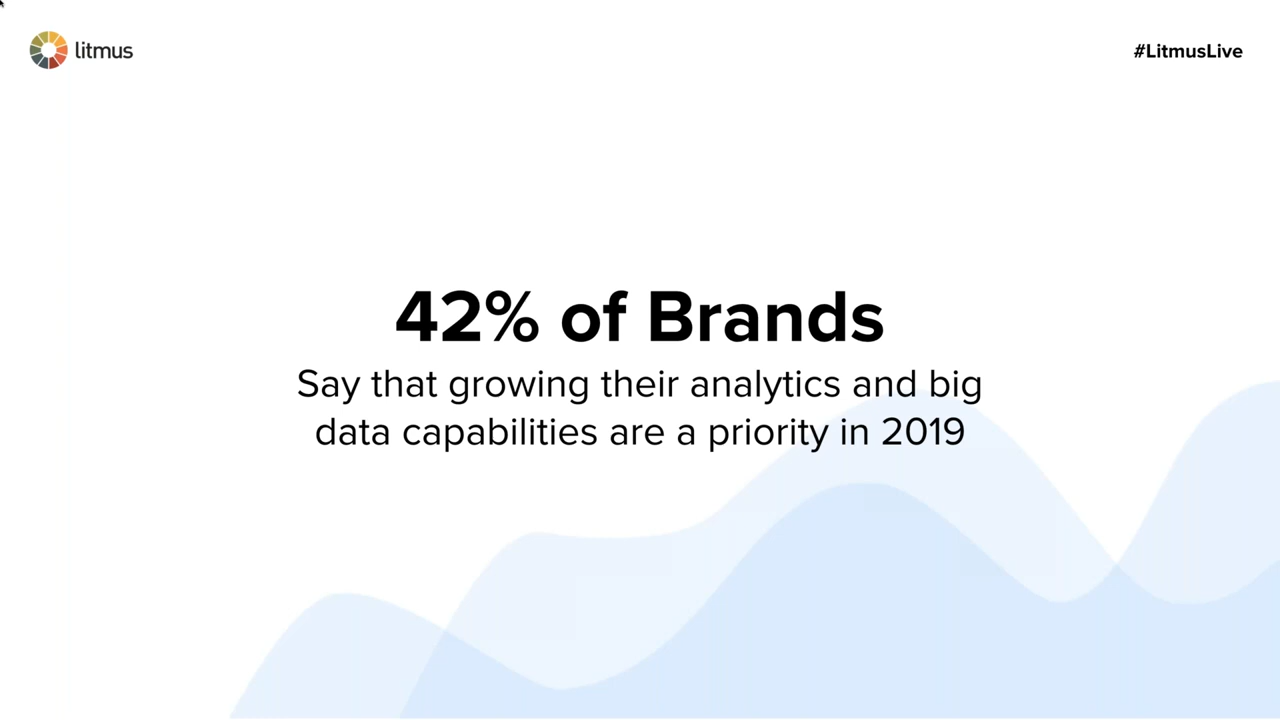 litmus
#LitmusLive
42% of Brands
Say that growing their analytics and big
data capabilities are a priority in 2019